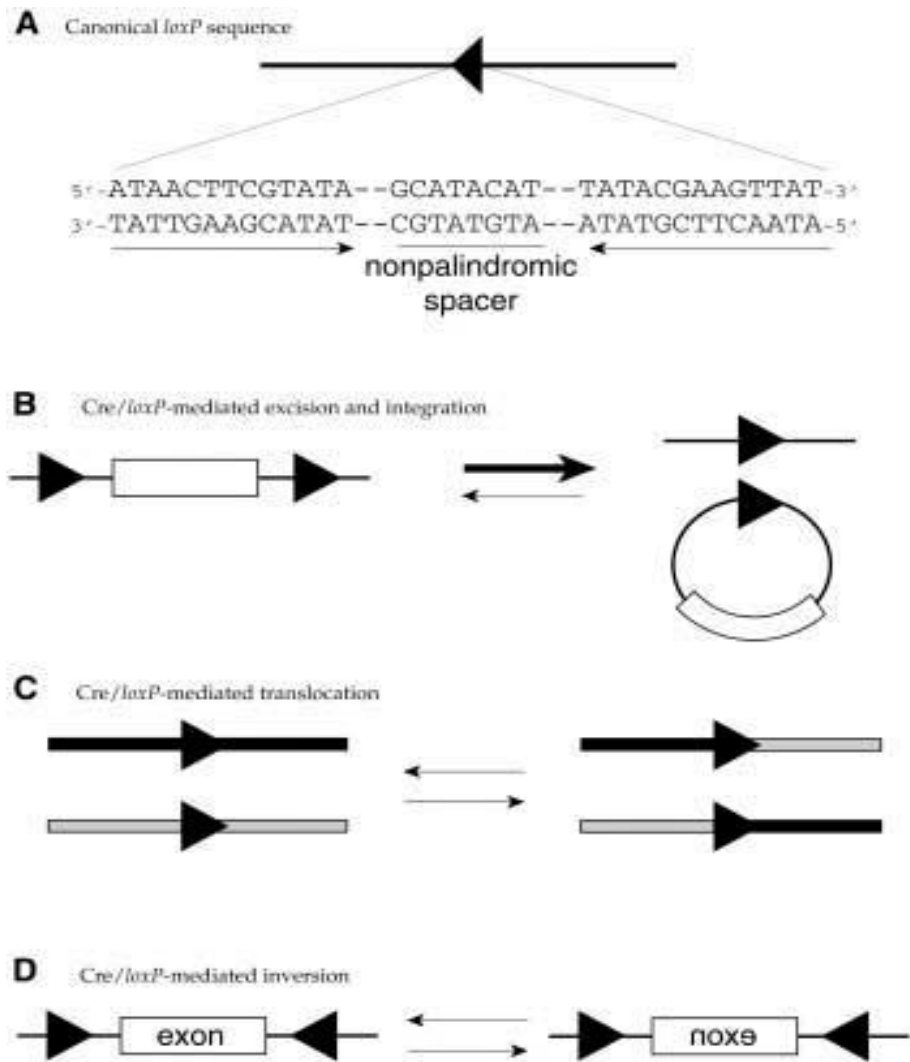 A Canonical loxP sequence
5'-ATAACTTCGTATA--GCATACAT--TATACGAAGTTAT-3'
3'-TATTGAAGCATAT--CGTATGTA--ATATGCTTCAATA-5'
nonpalindromic
spacer
B Cre/loxP-mediated excision and integration
C Cre/loxP-mediated translocation
D Cre/loxP-mediated inversion
exon noxe